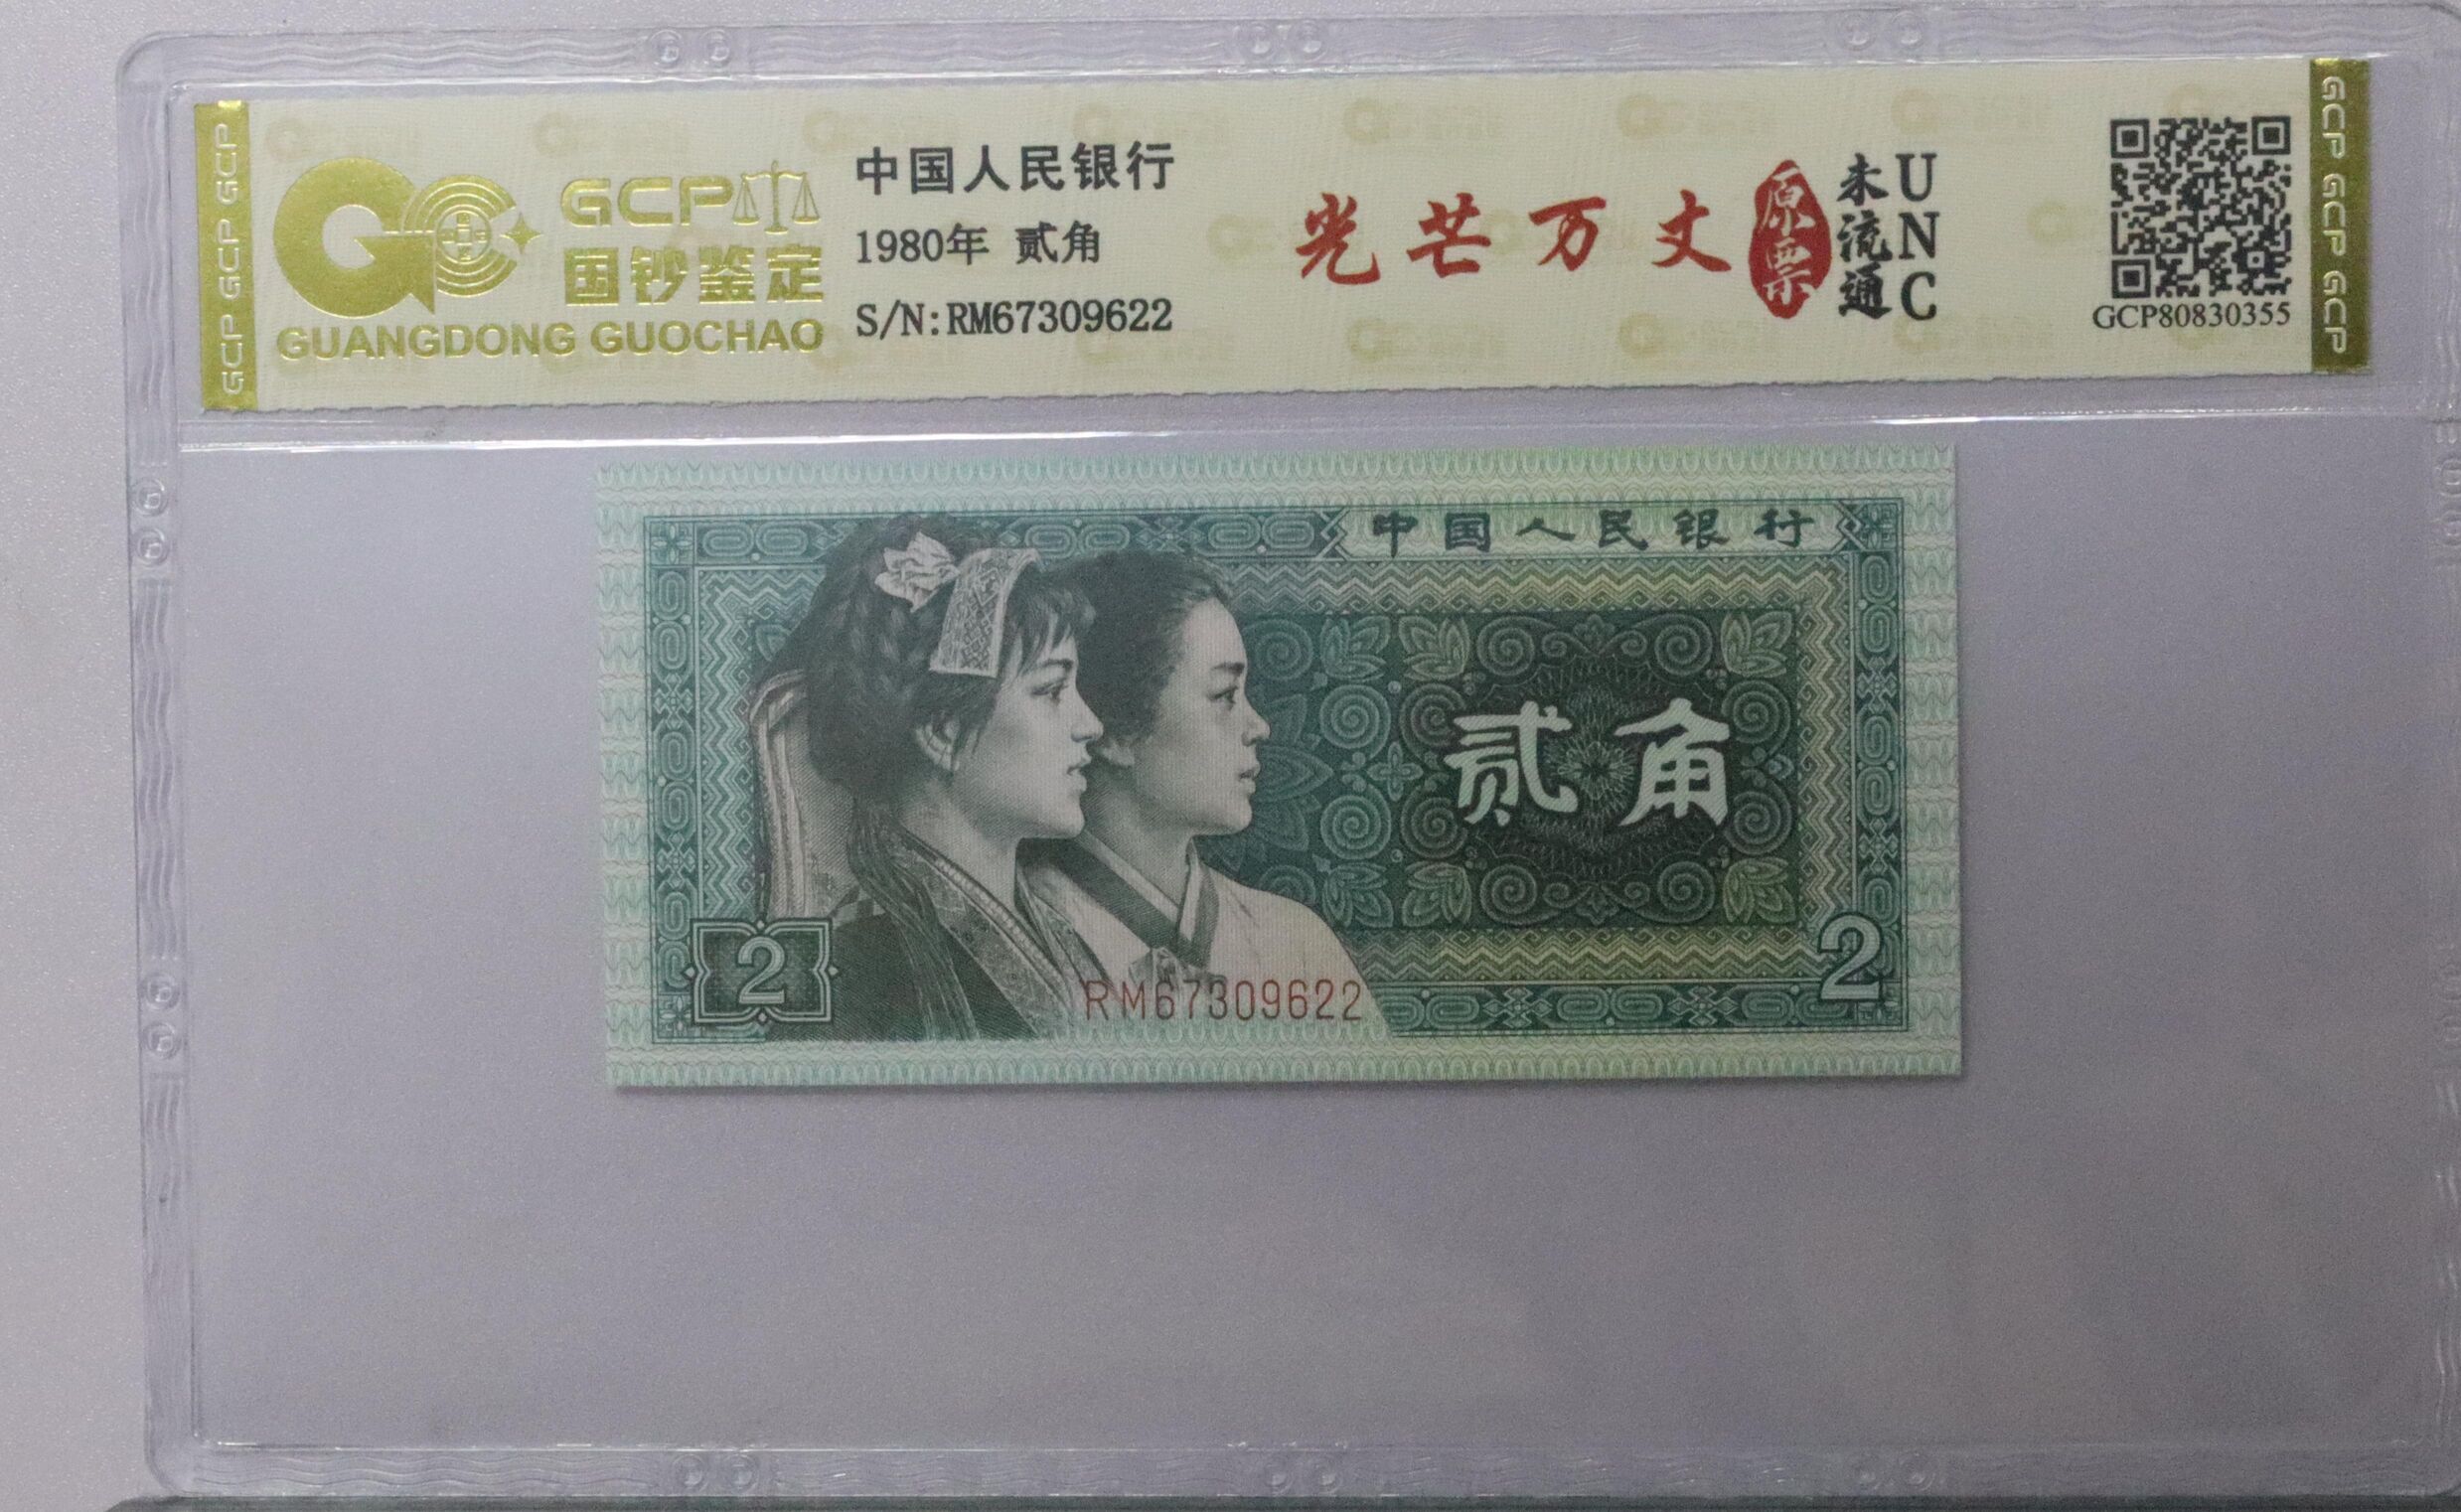 GCP GCP GCP
GCP
国钞鉴定
GUANGDONG GUOCHAO
中国人民银行
1980年 贰角
S/N:RM67309622
光芒万丈
原票
未流通
UNC
GCP80830355
GCP GCP GCP
中国人民银行
贰角
2
2
RM67309622